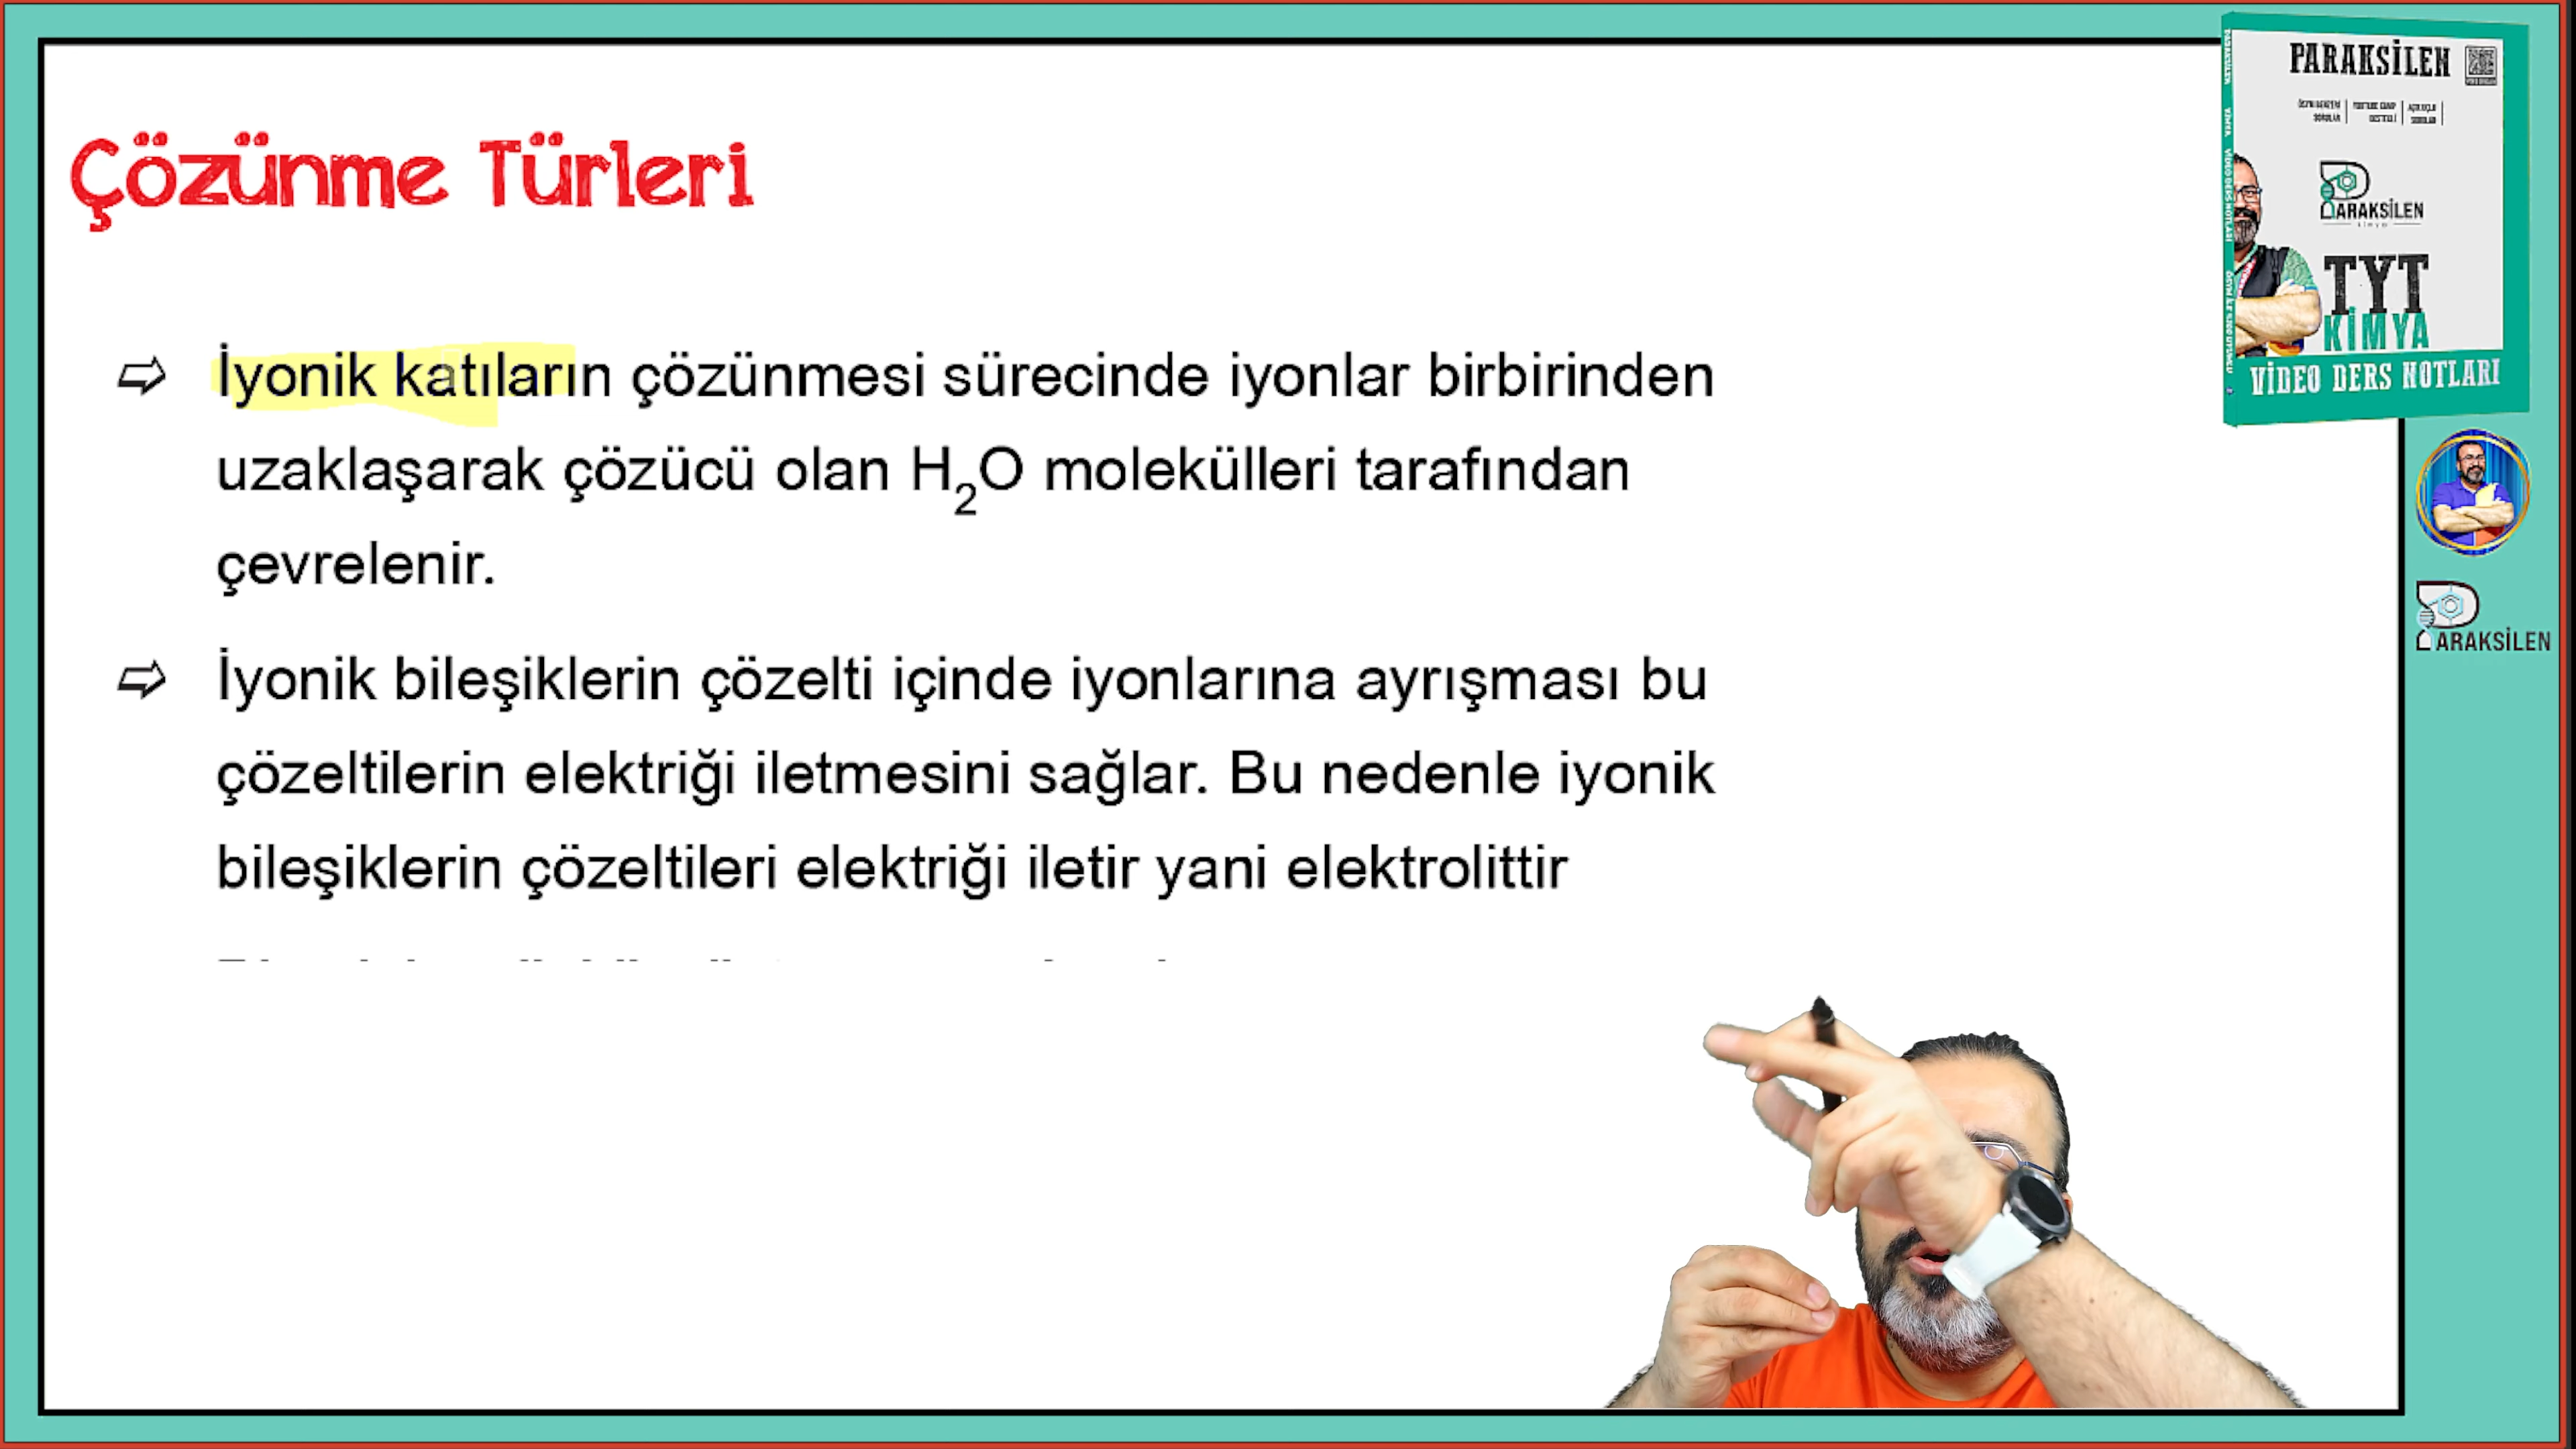 Çözünme Türleri
⇨ İyonik katıların çözünmesi sürecinde iyonlar birbirinden
uzaklaşarak çözücü olan H₂O molekülleri tarafından
çevrelenir.
⇨ İyonik bileşiklerin çözelti içinde iyonlarına ayrışması bu
çözeltilerin elektriği iletmesini sağlar. Bu nedenle iyonik
bileşiklerin çözeltileri elektriği iletir yani elektrolittir
PARAKSİLEN
PARAKSİLEN
TYT
KİMYA
VİDEO DERS NOTLARI
PARAKSİLEN